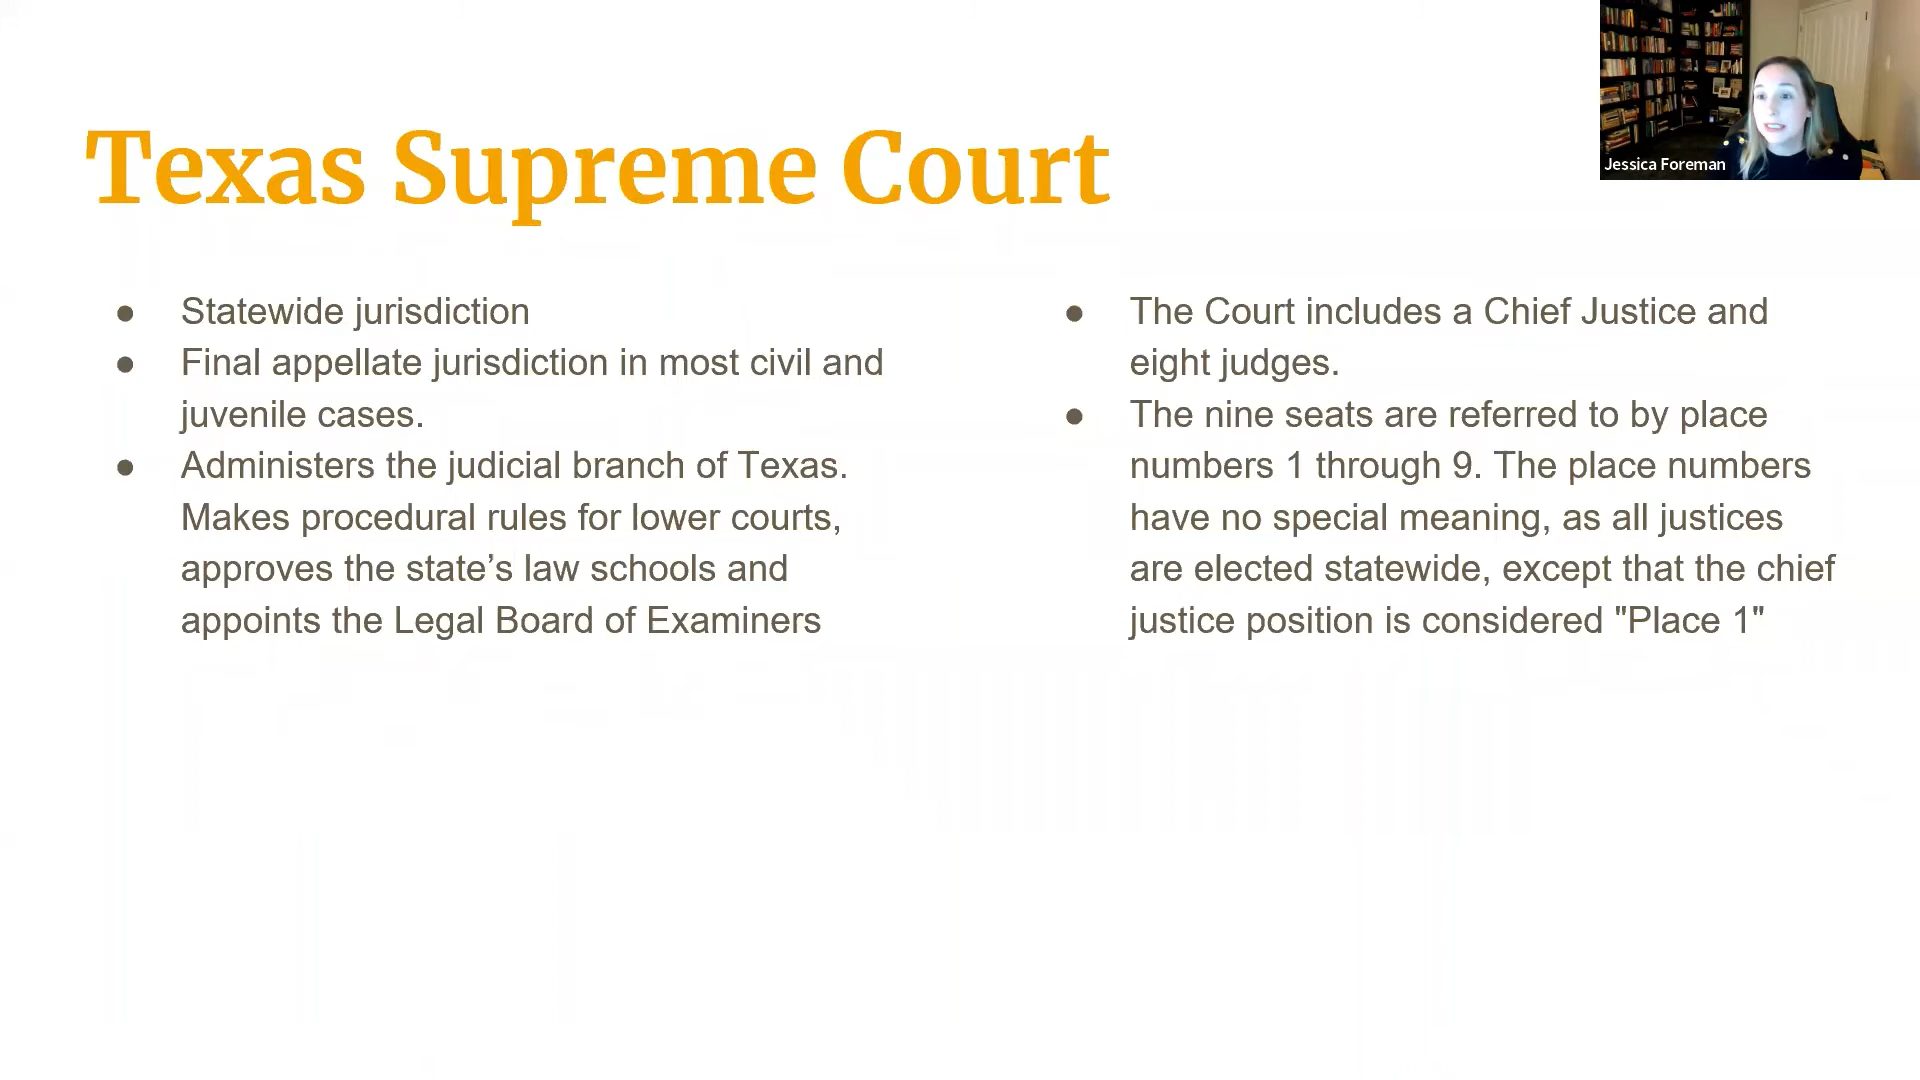 Texas Supreme Court
● Statewide jurisdiction
● Final appellate jurisdiction in most civil and
juvenile cases.
● Administers the judicial branch of Texas.
Makes procedural rules for lower courts,
approves the state’s law schools and
appoints the Legal Board of Examiners
● The Court includes a Chief Justice and
eight judges.
● The nine seats are referred to by place
numbers 1 through 9. The place numbers
have no special meaning, as all justices
are elected statewide, except that the chief
justice position is considered "Place 1"
Jessica Foreman